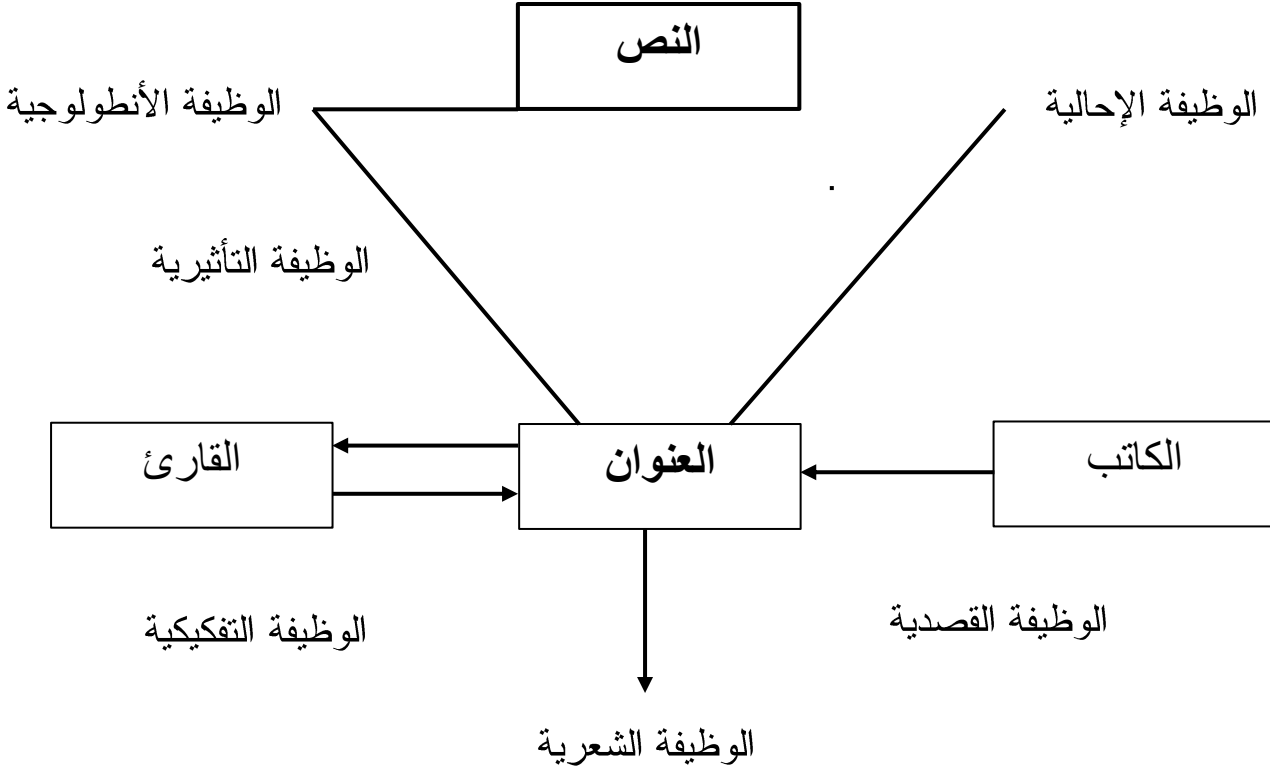 النص
الوظيفة الإحالية
الوظيفة الأنطولوجية
الوظيفة التأثيرية
الكاتب
العنوان
القارئ
الوظيفة القصدية
الوظيفة التفكيكية
الوظيفة الشعرية